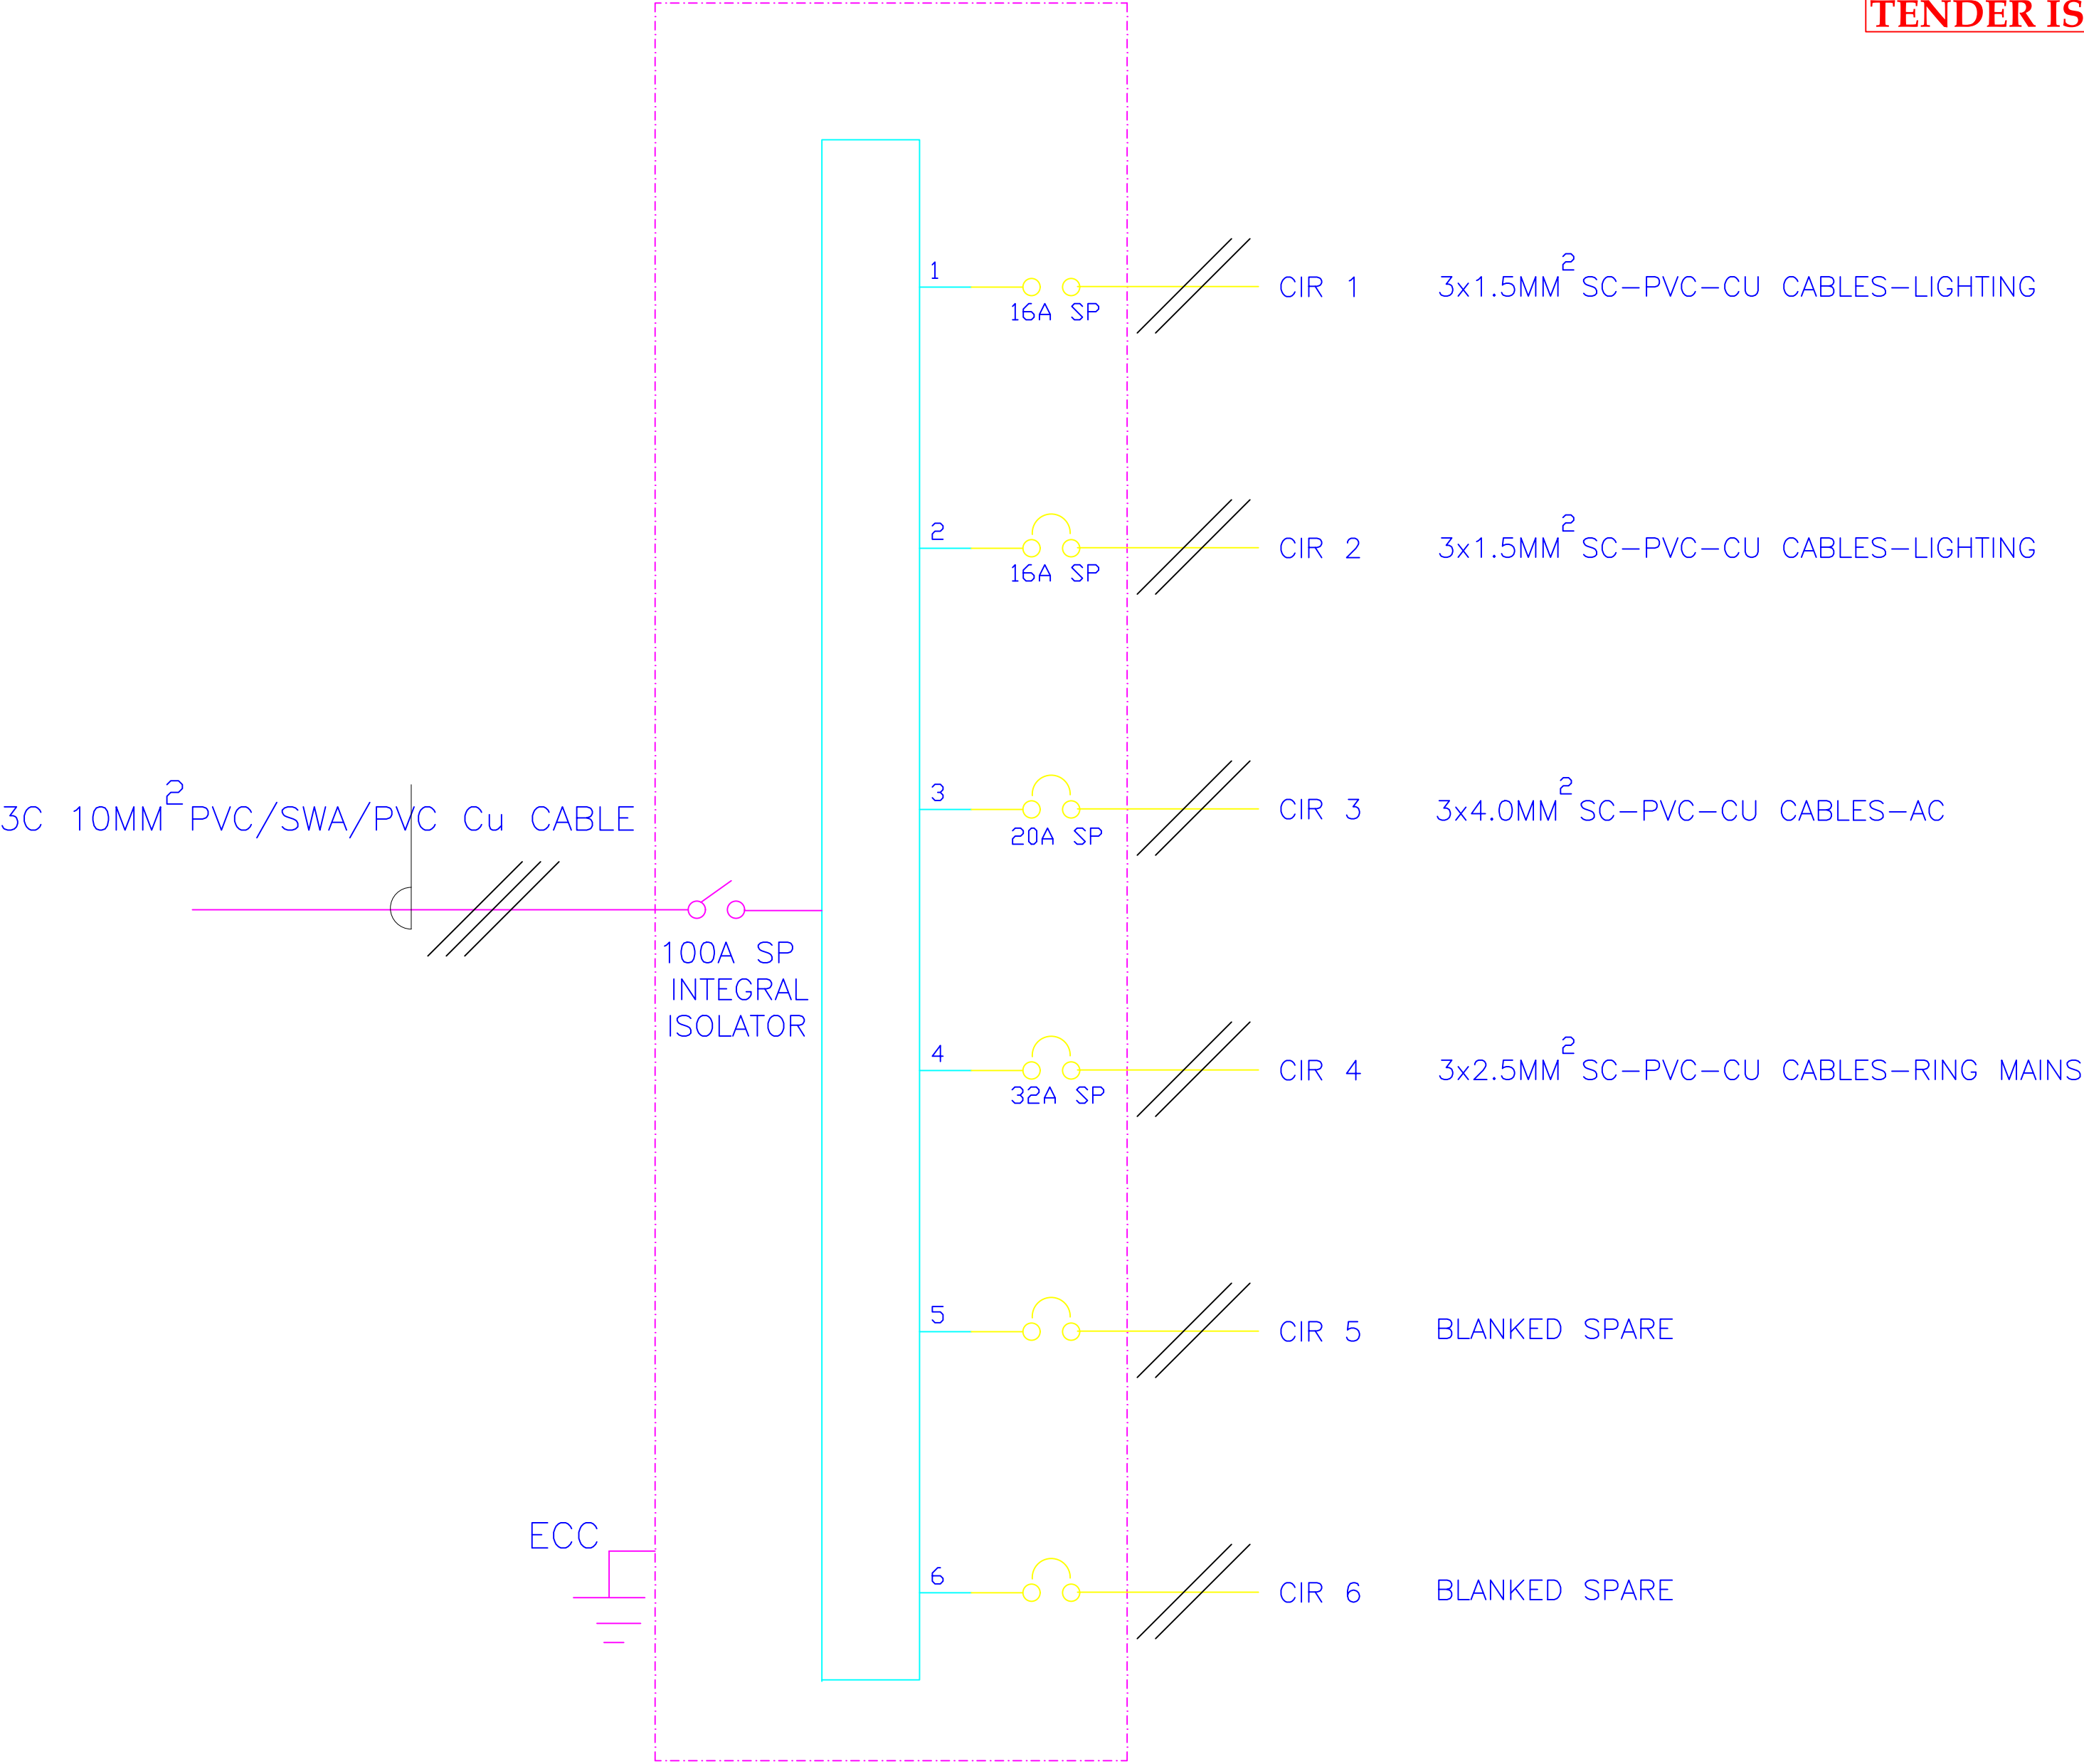 TENDER IS
1
16A SP
CIR 1
3x1.5MM² SC-PVC-CU CABLES-LIGHTING
2
16A SP
CIR 2
3x1.5MM² SC-PVC-CU CABLES-LIGHTING
3
20A SP
CIR 3
3x4.0MM² SC-PVC-CU CABLES-AC
3C 10MM² PVC/SWA/PVC Cu CABLE
100A SP
INTEGRAL
ISOLATOR
4
32A SP
CIR 4
3x2.5MM² SC-PVC-CU CABLES-RING MAINS
5
CIR 5
BLANKED SPARE
ECC
6
CIR 6
BLANKED SPARE